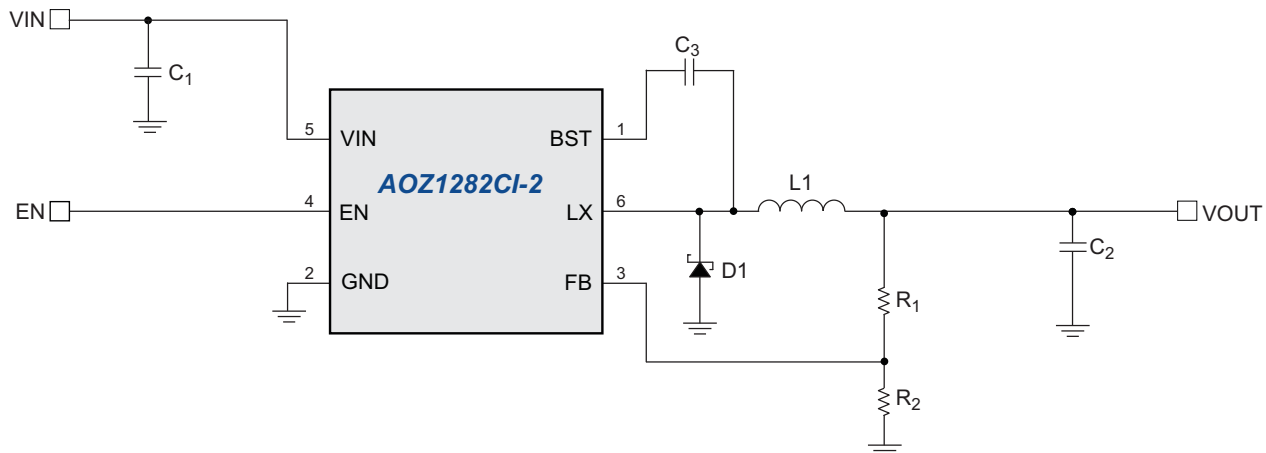 VIN
C1
C3
5
VIN
BST
1
AOZ1282CI-2
L1
EN
4
EN
LX
6
VOUT
C2
D1
2
GND
FB
3
R1
R2